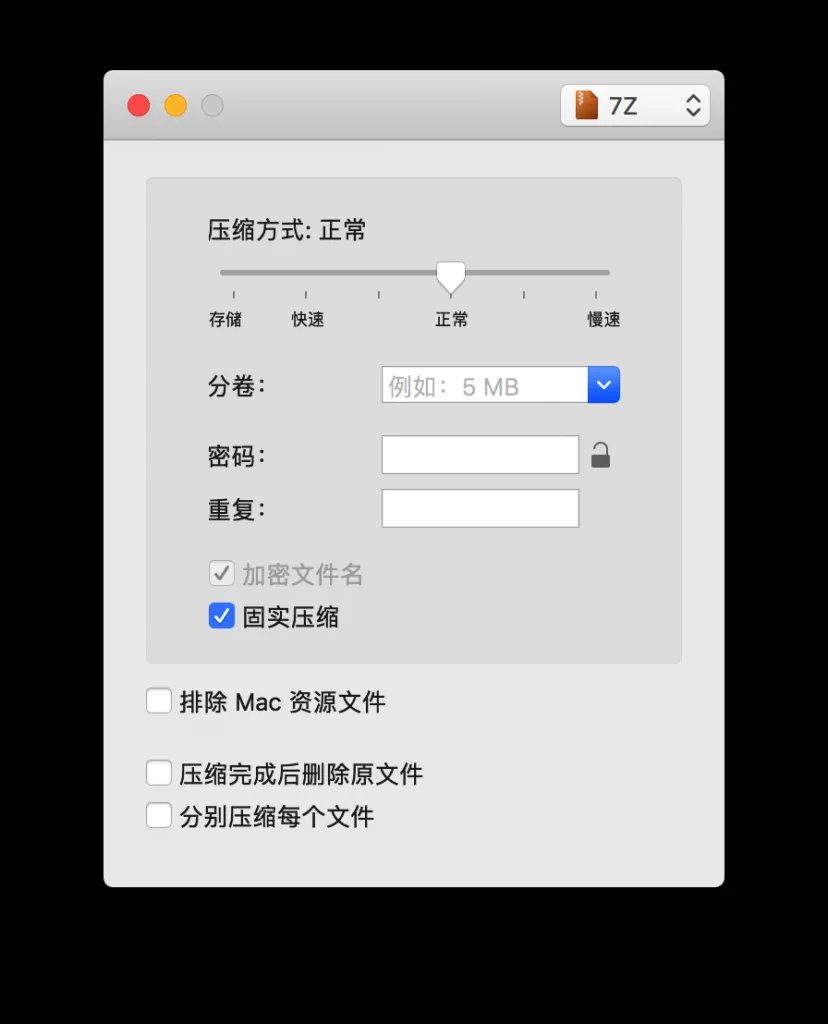 7Z
压缩方式: 正常
存储 快速 正常 慢速
分卷： 例如：5 MB
密码：
重复：
加密文件名
固实压缩
排除 Mac 资源文件
压缩完成后删除原文件
分别压缩每个文件